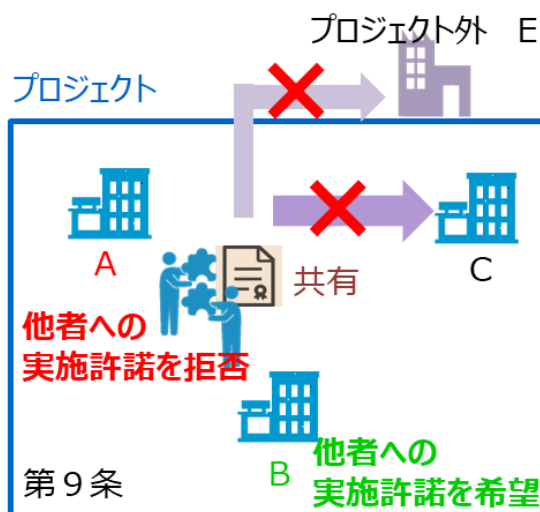 プロジェクト外　E
プロジェクト
A
C
共有
他者への
実施許諾を拒否
B
他者への
実施許諾を希望
第９条